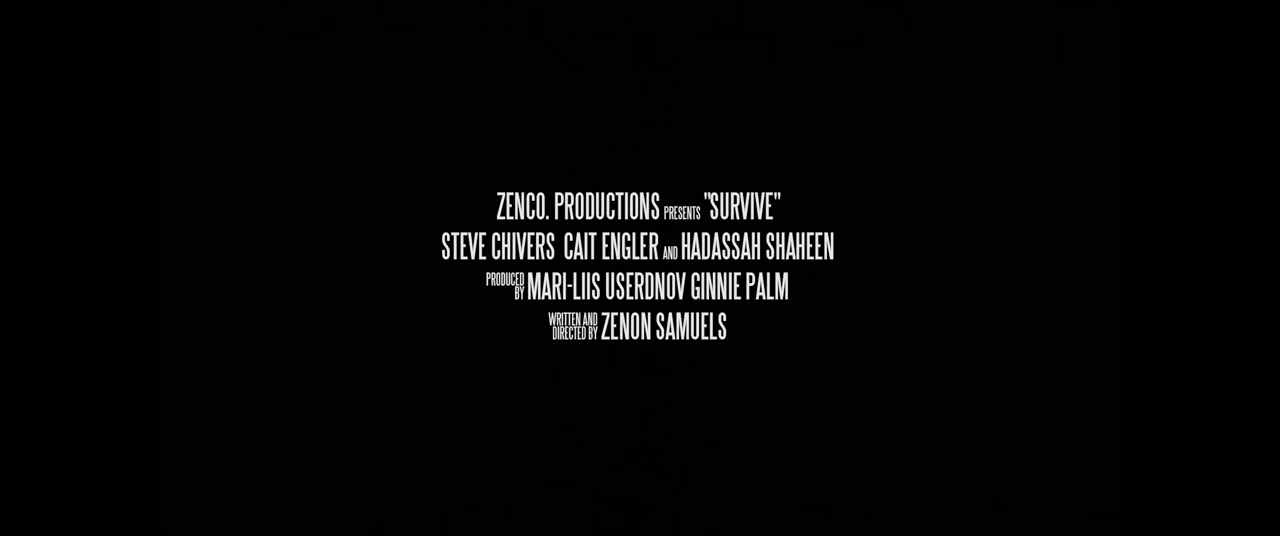 ZENCO. PRODUCTIONS PRESENTS "SURVIVE"
STEVE CHIVERS CAIT ENGLER AND HADASSAH SHAHEEN
PRODUCED BY MARI-LIIS USERDNOV GINNIE PALM
WRITTEN AND DIRECTED BY ZENON SAMUELS